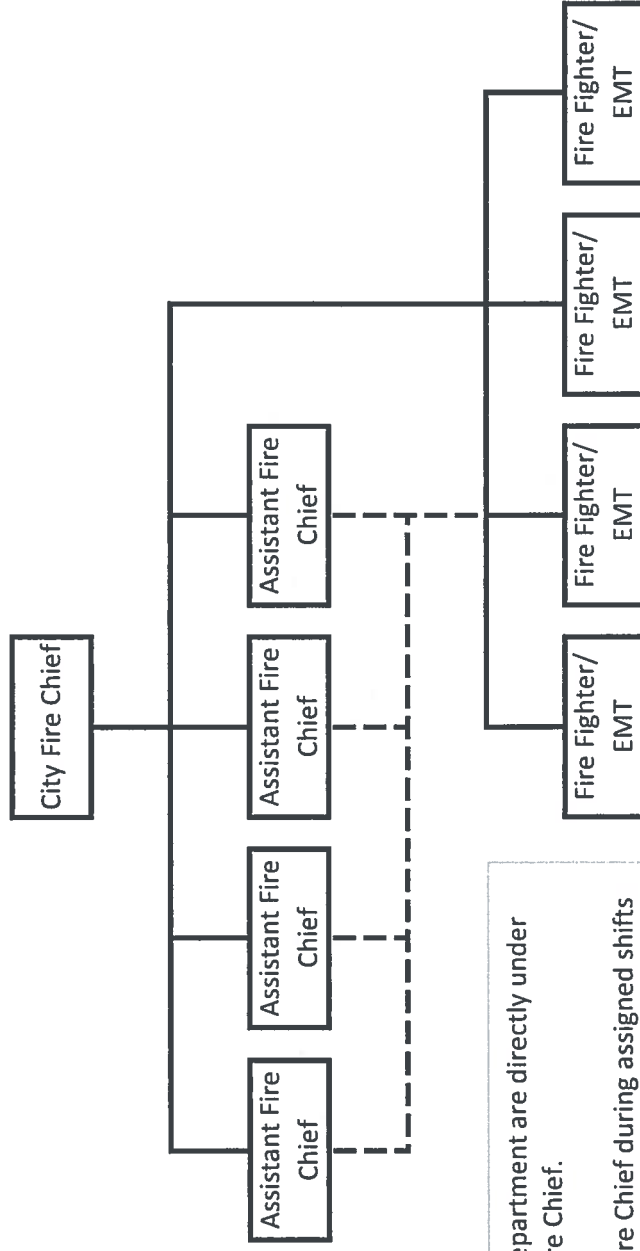 City Fire Chief
Assistant Fire
Chief
Assistant Fire
Chief
Assistant Fire
Chief
Assistant Fire
Chief
epartment are directly under
re Chief.
re Chief during assigned shifts
Fire Fighter/
EMT
Fire Fighter/
EMT
Fire Fighter/
EMT
Fire Fighter/
EMT